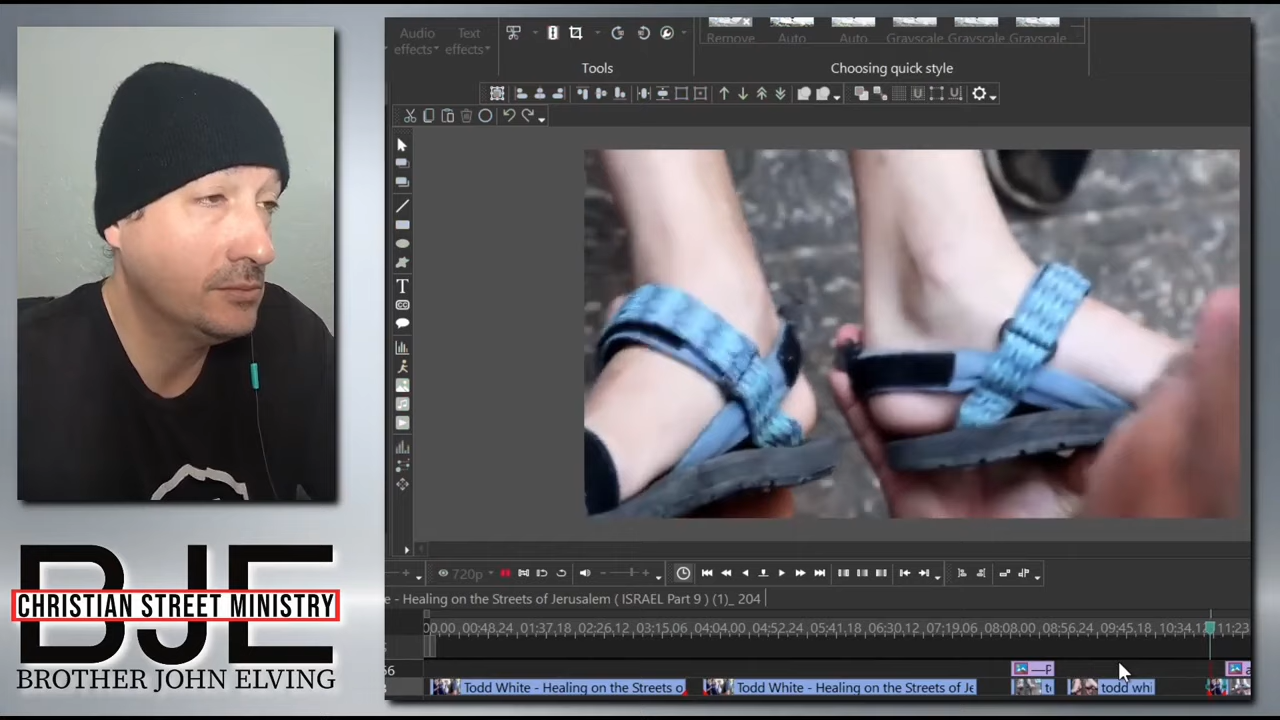 Audio effects
Text effects
Remove
Auto
Auto
Grayscale
Grayscale
Grayscale
Tools
Choosing quick style
T
720p
e - Healing on the Streets of Jerusalem ( ISRAEL Part 9 ) (1)_ 204
00.00 00:48.24 01:37.18 02:26.12 03:15.06 04:04.00 04:52.24 05:41.18 06:30.12 07:19.06 08:08.00 08:56.24 09:45.18 10:34.12 11:23
Todd White - Healing on the Streets o
Todd White - Healing on the Streets of Je
todd whi
BJE
CHRISTIAN STREET MINISTRY
BROTHER JOHN ELVING